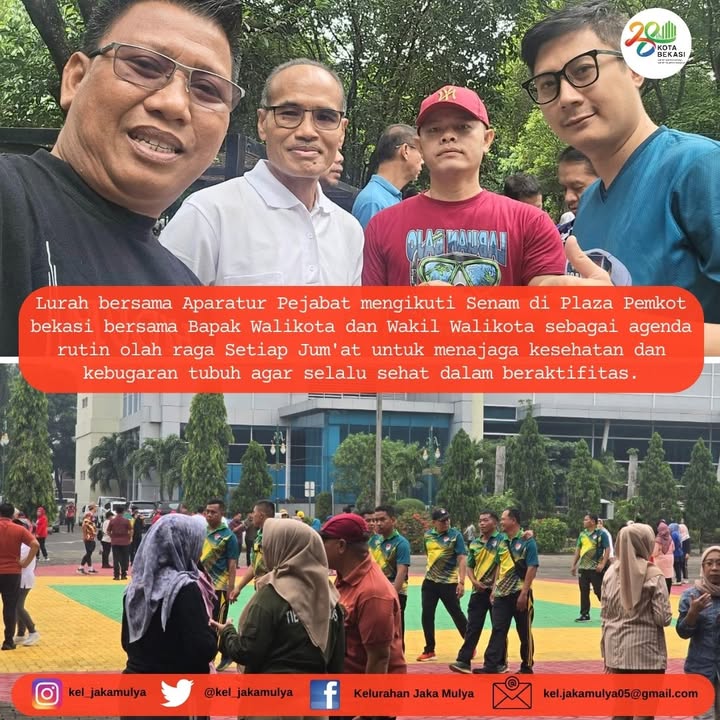 28
KOTA
BEKASI
Lurah bersama Aparatur Pejabat mengikuti Senam di Plaza Pemkot
bekasi bersama Bapak Walikota dan Wakil Walikota sebagai agenda
rutin olah raga Setiap Jum'at untuk menajaga kesehatan dan
kebugaran tubuh agar selalu sehat dalam beraktifitas.
kel_jakamulya
@kel_jakamulya
Kelurahan Jaka Mulya
kel.jakamulya05@gmail.com